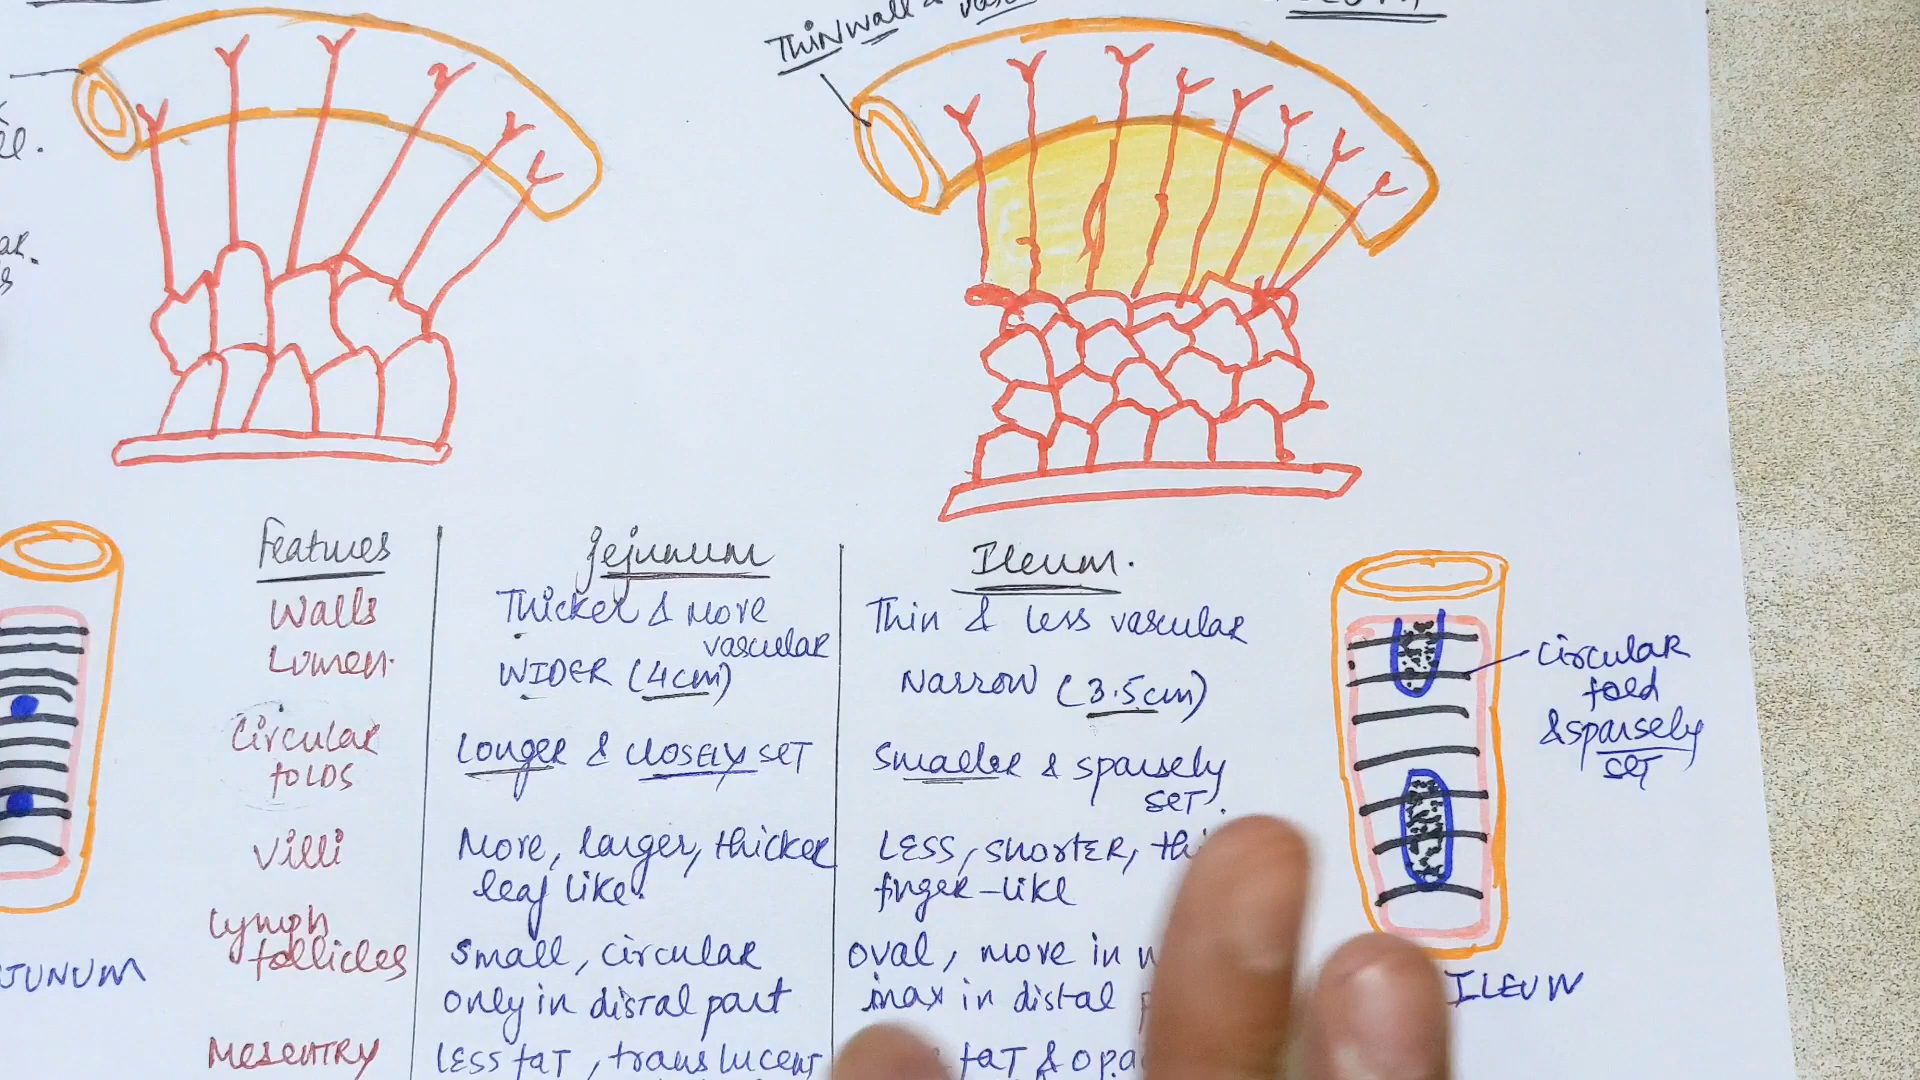 Thin wall &
ll.
Features Jejunum Ileum.
Walls Thicker & More vascular Thin & less vascular
Lumen. WIDER (4cm) Narrow (3.5cm)
Circular folds Longer & closely set Smaller & sparsely set.
Villi More, larger, thicker leaf like. Less, shorter, finger-like
Lymph follicles Small, circular only in distal part oval, more in max in distal
Mesentry Less fat, translucent fat &
circular
fold
& sparsely
set
JUNUM
ILEUM